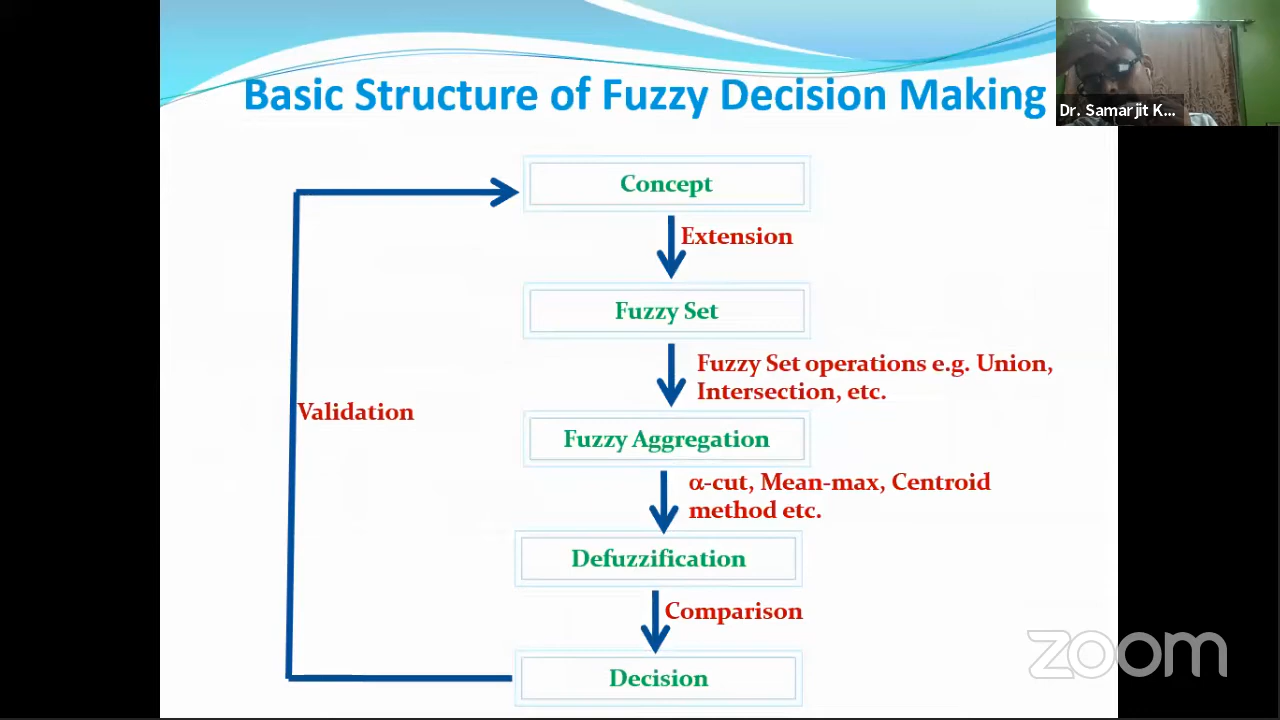 Basic Structure of Fuzzy Decision Making
Dr. Samarjit K...
Concept
Extension
Fuzzy Set
Fuzzy Set operations e.g. Union,
Intersection, etc.
Validation
Fuzzy Aggregation
α-cut, Mean-max, Centroid
method etc.
Defuzzification
Comparison
Decision
zoom